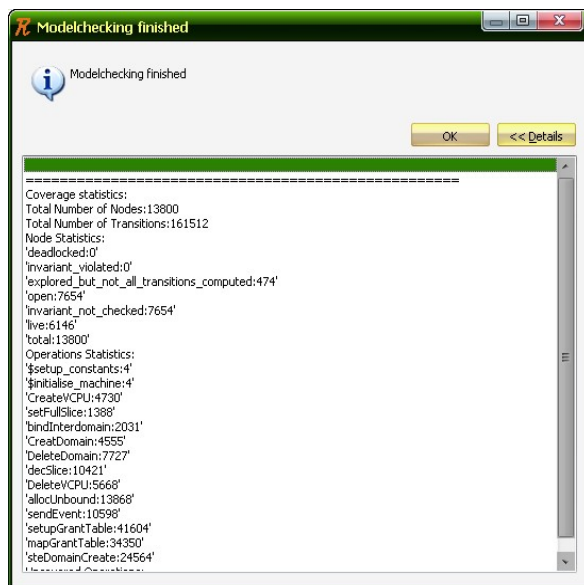 Modelchecking finished
Modelchecking finished
OK
<< Details
====================================================
Coverage statistics:
Total Number of Nodes:13800
Total Number of Transitions:161512
Node Statistics:
'deadlocked:0'
'invariant_violated:0'
'explored_but_not_all_transitions_computed:474'
'open:7654'
'invariant_not_checked:7654'
'live:6146'
'total:13800'
Operations Statistics:
'$setup_constants:4'
'$initialise_machine:4'
'CreateVCPU:4730'
'setFullSlice:1388'
'bindInterdomain:2031'
'CreatDomain:4555'
'DeleteDomain:7727'
'decSlice:10421'
'DeleteVCPU:5668'
'allocUnbound:13868'
'sendEvent:10598'
'setupGrantTable:41604'
'mapGrantTable:34350'
'steDomainCreate:24564'
Uncovered Operations: